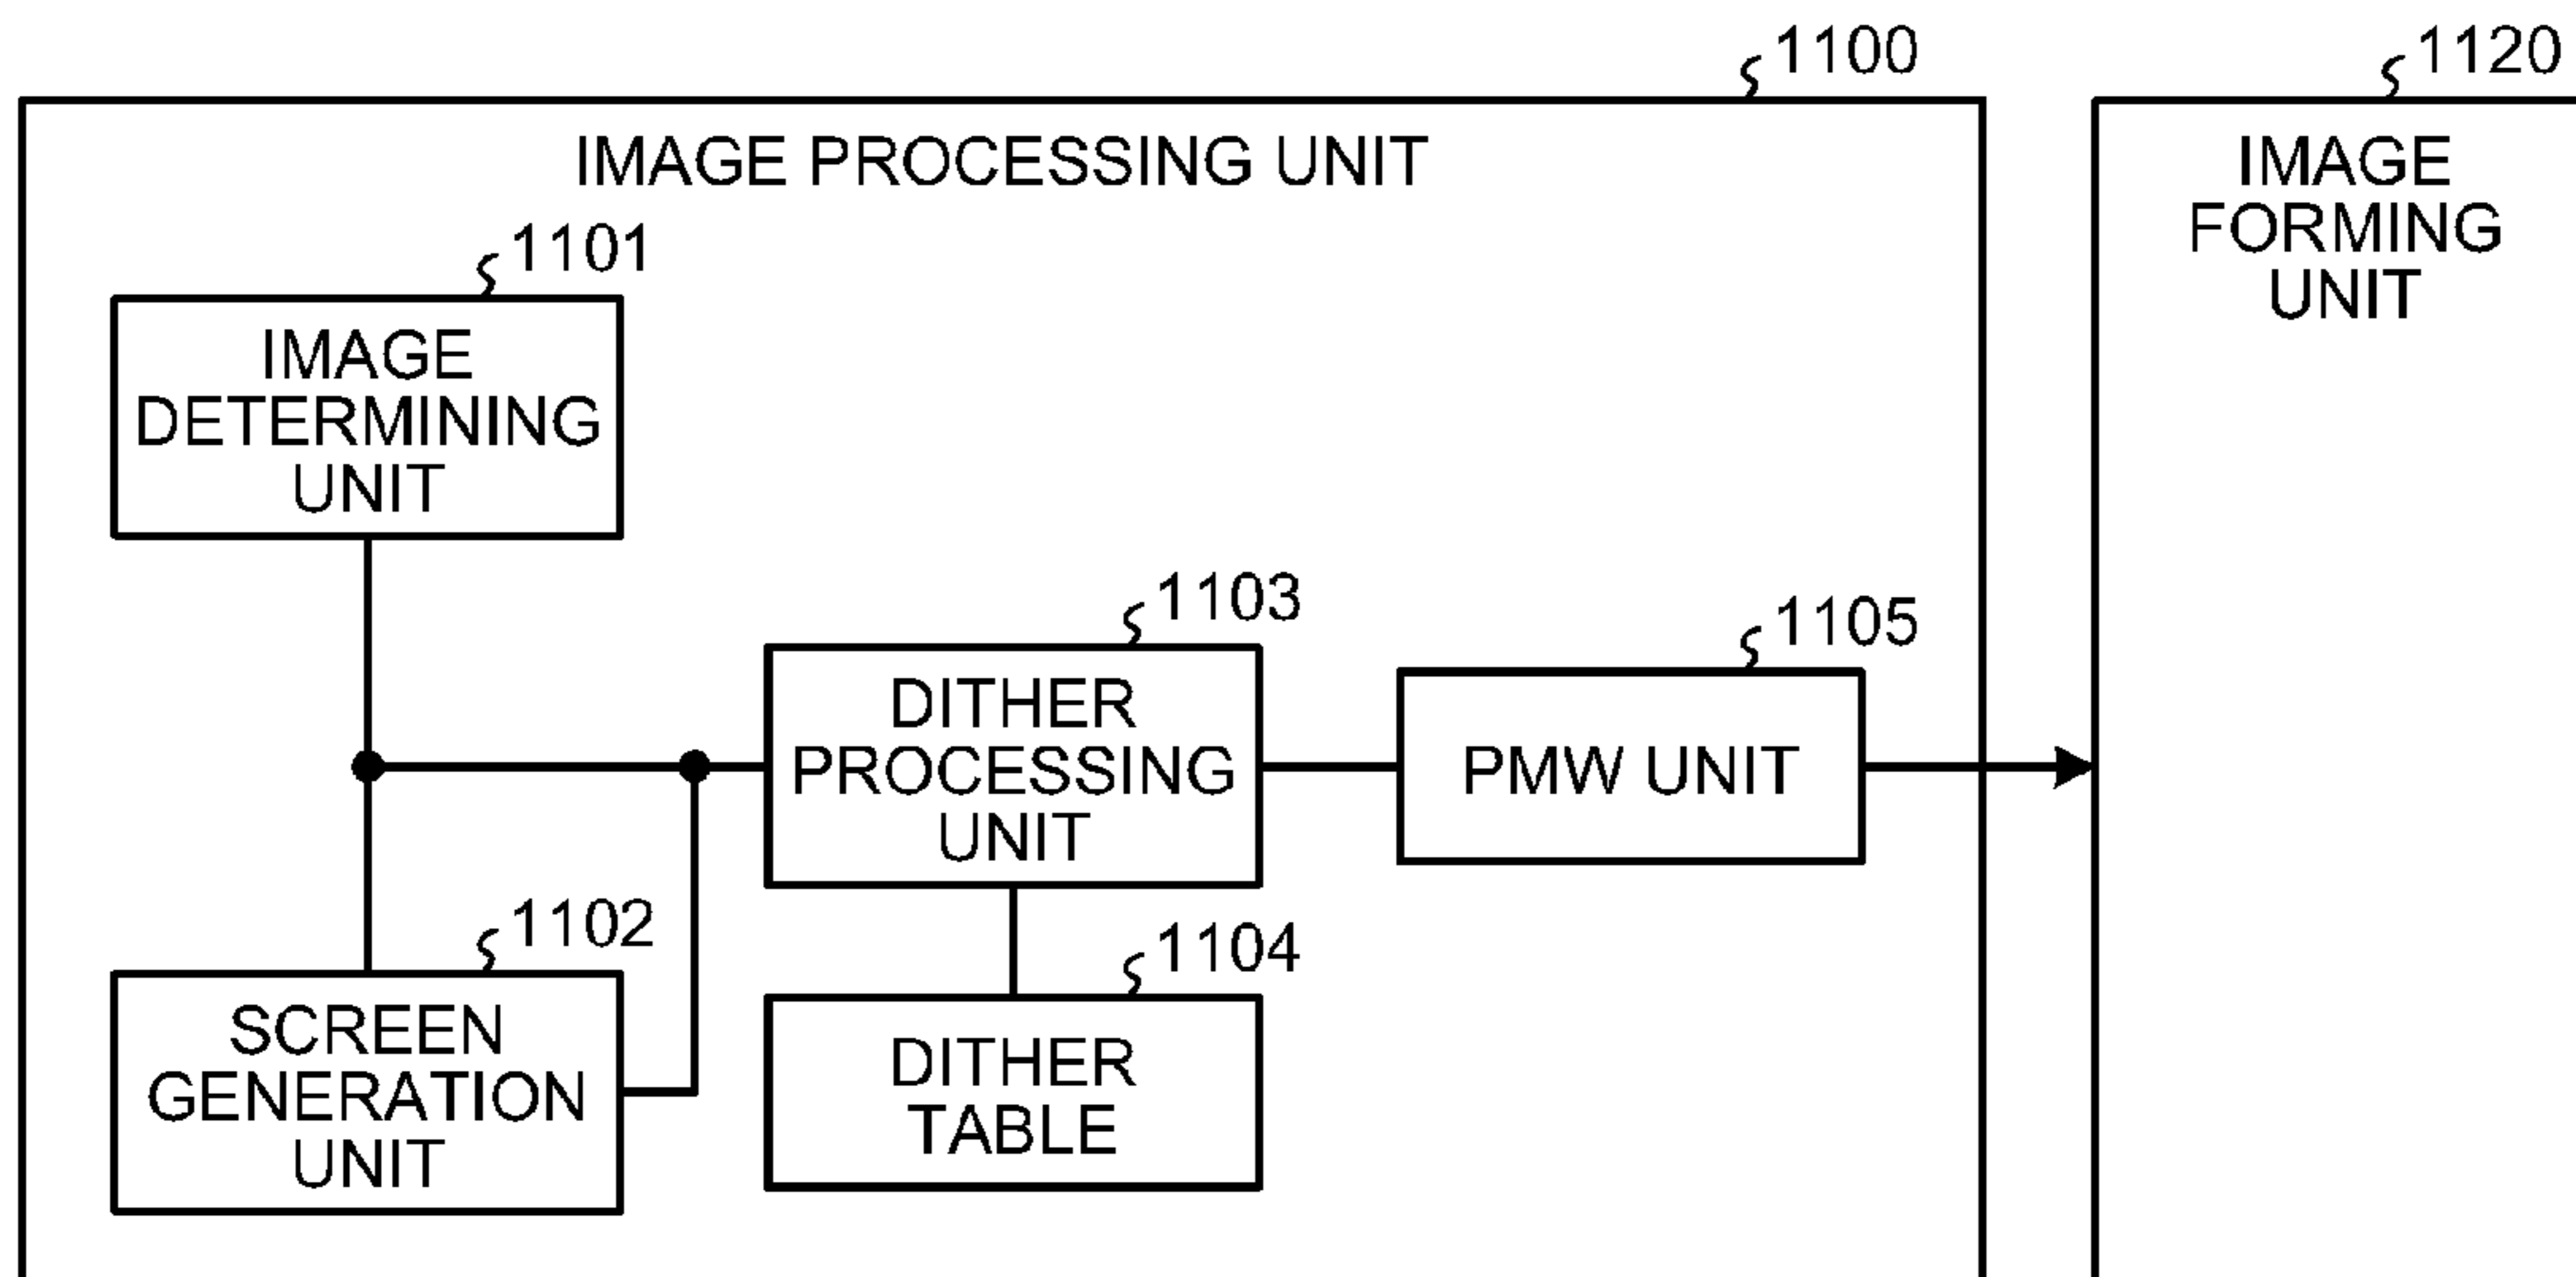 1100
1120
IMAGE PROCESSING UNIT
IMAGE
FORMING
UNIT
1101
IMAGE
DETERMINING
UNIT
1103
DITHER
PROCESSING
UNIT
1105
PMW UNIT
1102
SCREEN
GENERATION
UNIT
1104
DITHER
TABLE